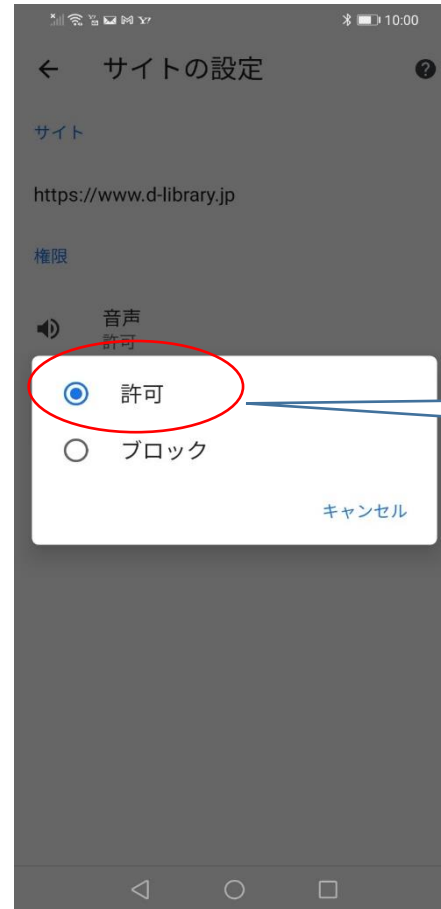 10:00
サイトの設定
サイト
https://www.d-library.jp
権限
音声
許可
許可
ブロック
キャンセル